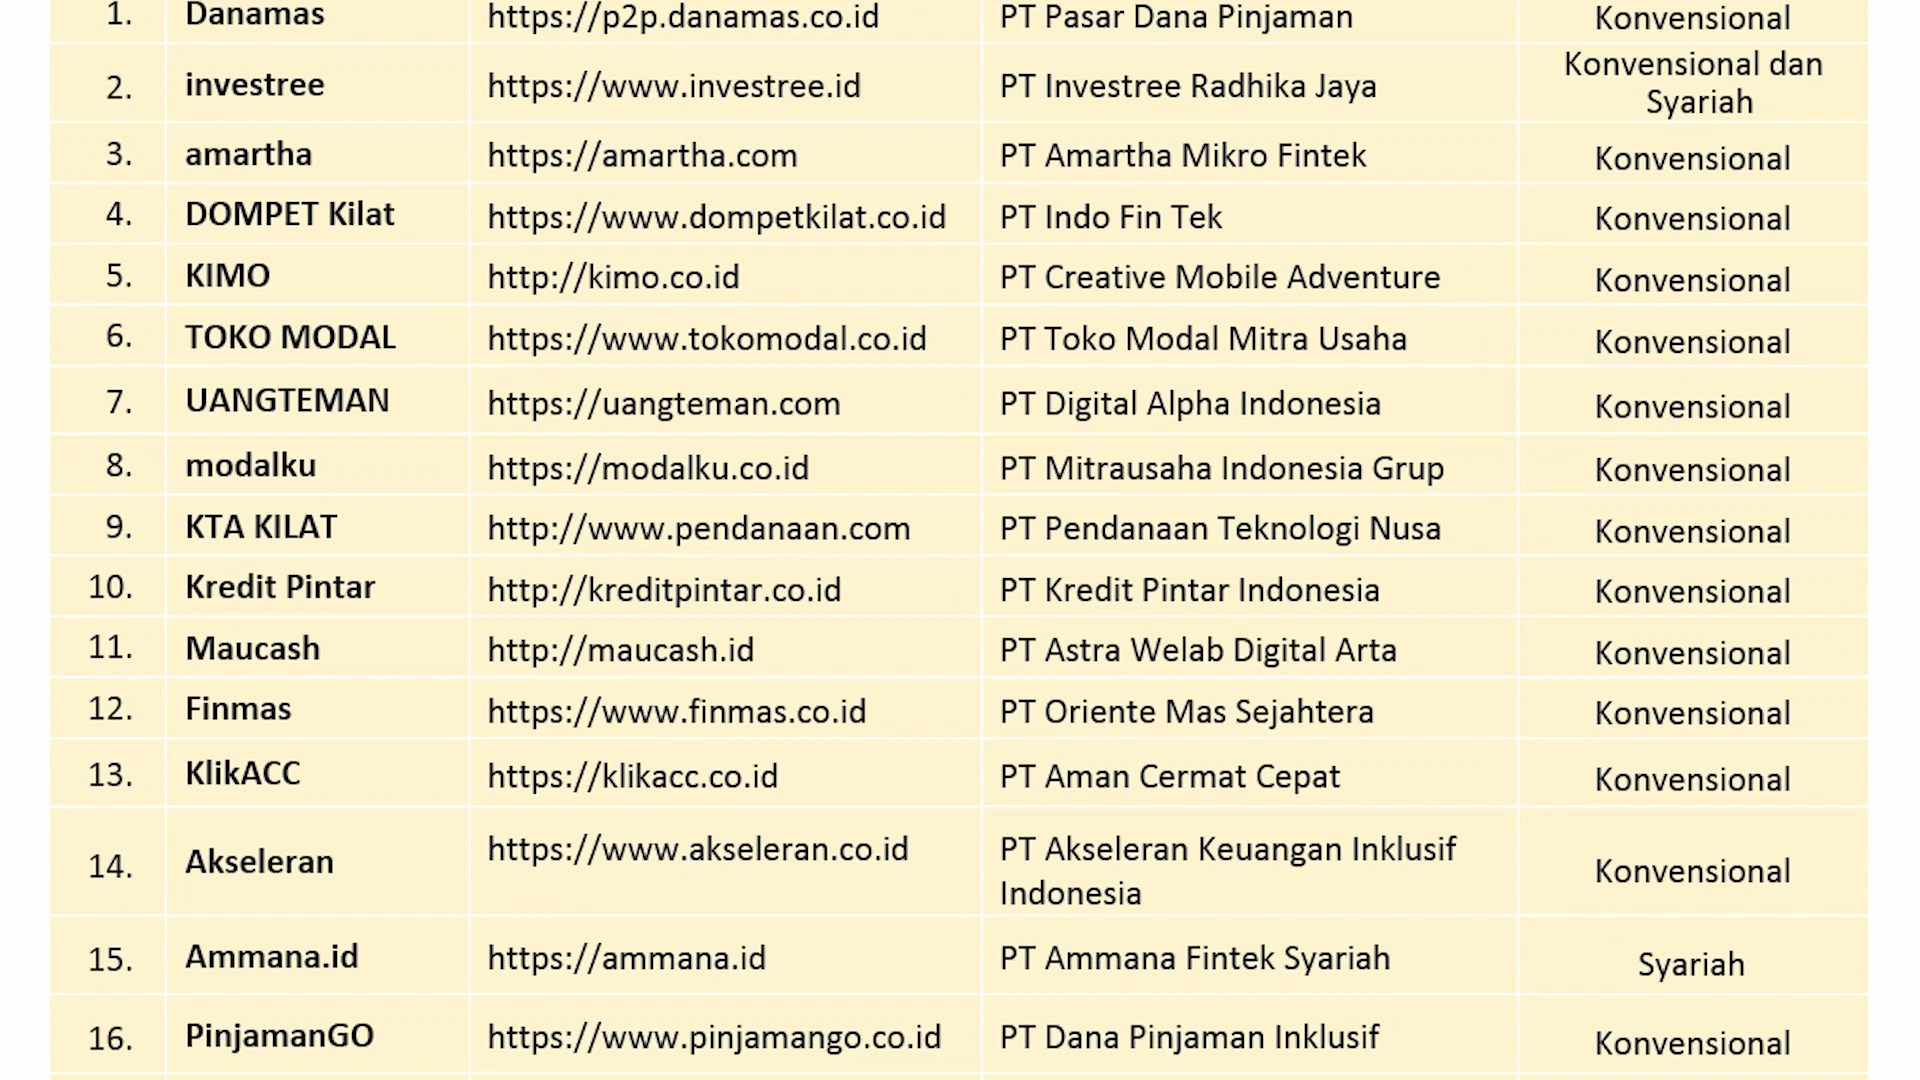 1. Danamas https://p2p.danamas.co.id PT Pasar Dana Pinjaman Konvensional
2. investree https://www.investree.id PT Investree Radhika Jaya Konvensional dan
Syariah
3. amartha https://amartha.com PT Amartha Mikro Fintek Konvensional
4. DOMPET Kilat https://www.dompetkilat.co.id PT Indo Fin Tek Konvensional
5. KIMO http://kimo.co.id PT Creative Mobile Adventure Konvensional
6. TOKO MODAL https://www.tokomodal.co.id PT Toko Modal Mitra Usaha Konvensional
7. UANGTEMAN https://uangteman.com PT Digital Alpha Indonesia Konvensional
8. modalku https://modalku.co.id PT Mitrausaha Indonesia Grup Konvensional
9. KTA KILAT http://www.pendanaan.com PT Pendanaan Teknologi Nusa Konvensional
10. Kredit Pintar http://kreditpintar.co.id PT Kredit Pintar Indonesia Konvensional
11. Maucash http://maucash.id PT Astra Welab Digital Arta Konvensional
12. Finmas https://www.finmas.co.id PT Oriente Mas Sejahtera Konvensional
13. KlikACC https://klikacc.co.id PT Aman Cermat Cepat Konvensional
14. Akseleran https://www.akseleran.co.id PT Akseleran Keuangan Inklusif
Indonesia Konvensional
15. Ammana.id https://ammana.id PT Ammana Fintek Syariah Syariah
16. PinjamanGO https://www.pinjamango.co.id PT Dana Pinjaman Inklusif Konvensional